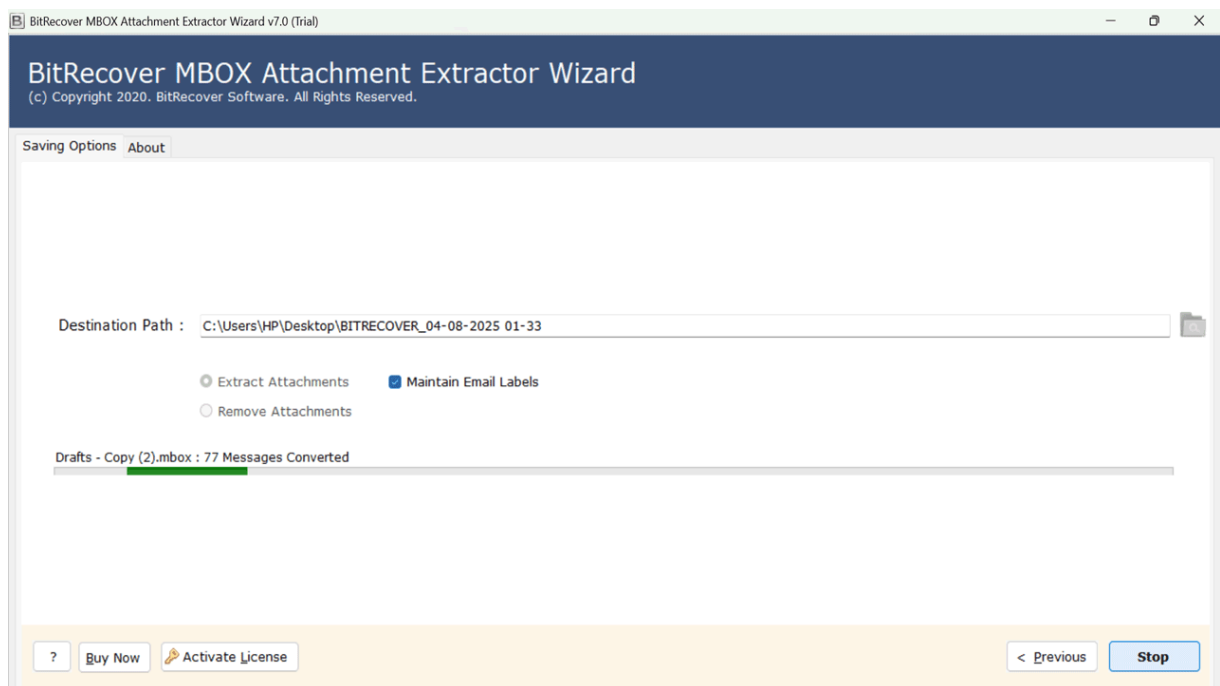 BitRecover MBOX Attachment Extractor Wizard v7.0 (Trial)
BitRecover MBOX Attachment Extractor Wizard
(c) Copyright 2020. BitRecover Software. All Rights Reserved.
Saving Options About
Destination Path : C:\Users\HP\Desktop\BITRECOVER_04-08-2025 01-33
Extract Attachments Maintain Email Labels
Remove Attachments
Drafts - Copy (2).mbox : 77 Messages Converted
? Buy Now Activate License < Previous Stop